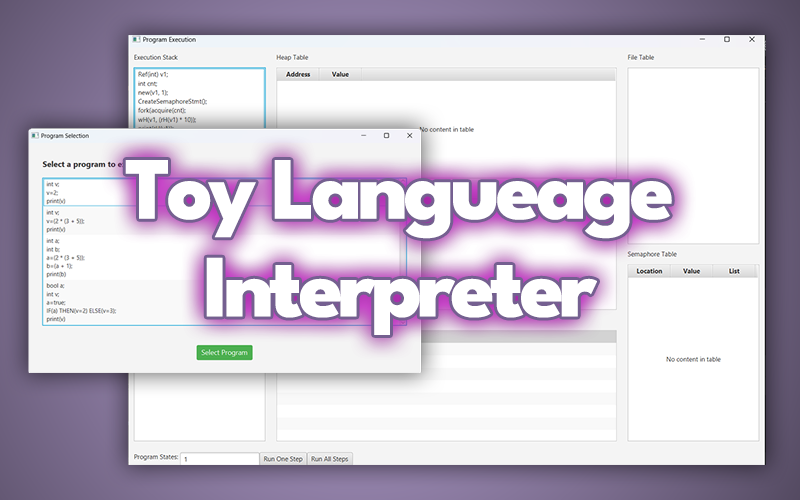 Program Execution
Execution Stack
Heap Table
File Table
Ref(int) v1;
int cnt;
new(v1, 1);
CreateSemaphoreStmt();
fork(acquire(cnt);
wH(v1, (rH(v1) * 10));
Address Value
No content in table
Program Selection
Select a program to
int v;
v=2;
print(v)
int v;
v=(2 * (3 + 5));
print(v)
int a;
int b;
a=(2 * (3 + 5));
b=(a + 1);
print(b)
bool a;
int v;
a=true;
IF(a) THEN(v=2) ELSE(v=3);
print(v)
Select Program
Toy Langueage
Interpreter
Semaphore Table
Location Value List
No content in table
Program States: 1
Run One Step Run All Steps